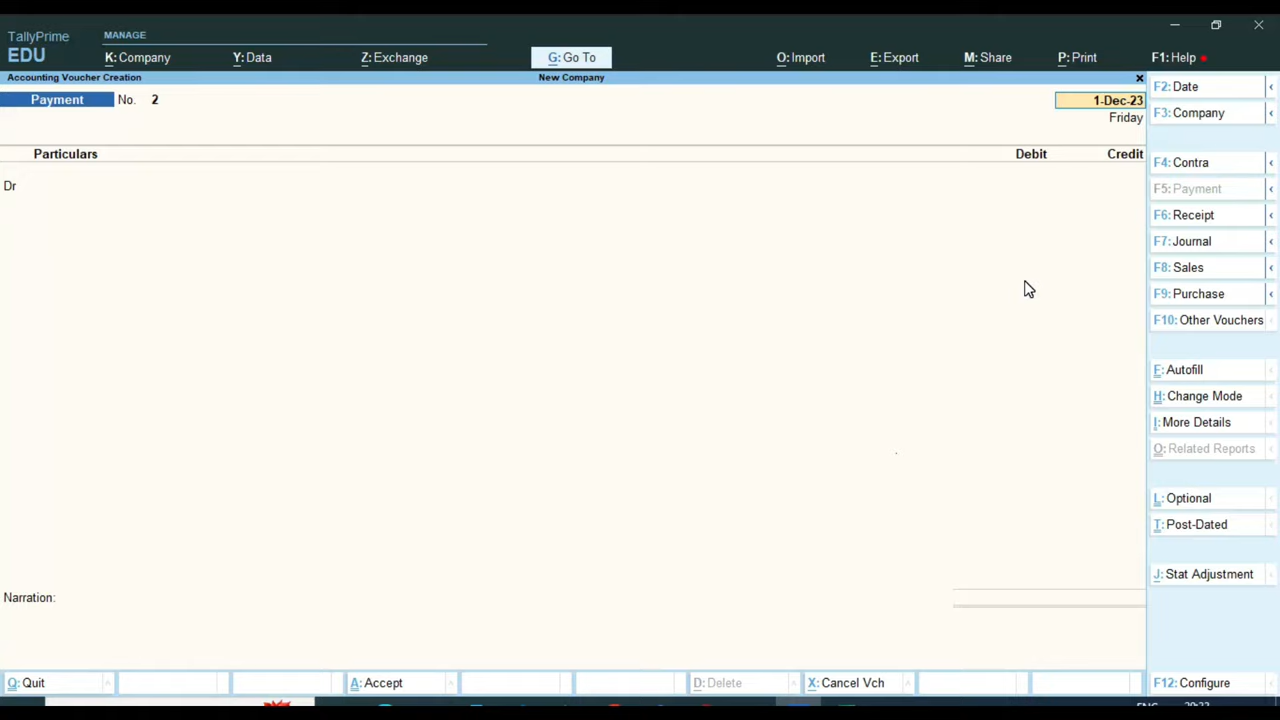 TallyPrime
EDU
MANAGE
K: Company
Y: Data
Z: Exchange
G: Go To
O: Import
E: Export
M: Share
P: Print
F1: Help
Accounting Voucher Creation
New Company
Payment
No. 2
1-Dec-23
Friday
Particulars
Debit
Credit
Dr
Narration:
F2: Date
F3: Company
F4: Contra
F5: Payment
F6: Receipt
F7: Journal
F8: Sales
F9: Purchase
F10: Other Vouchers
F: Autofill
H: Change Mode
I: More Details
O: Related Reports
L: Optional
T: Post-Dated
J: Stat Adjustment
Q: Quit
A: Accept
D: Delete
X: Cancel Vch
F12: Configure